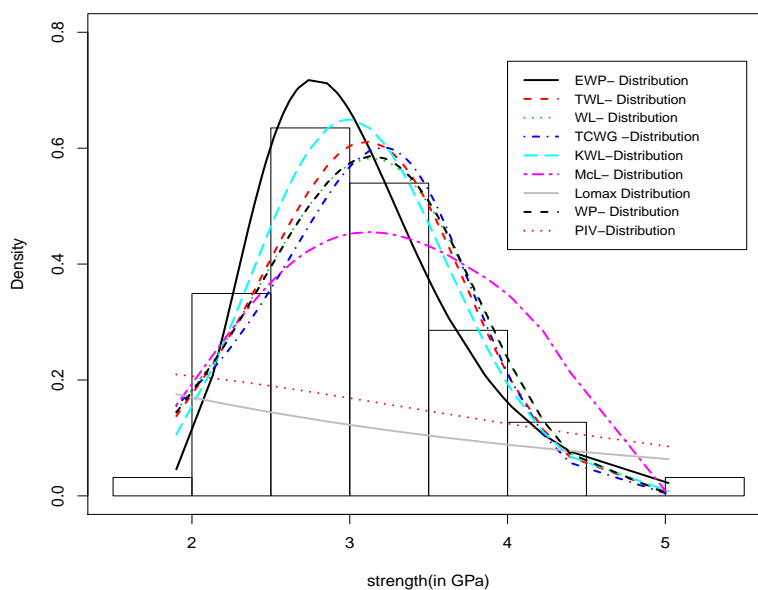 0.8
0.6
0.4
0.2
0.0
Density
2
3
4
5
strength(in GPa)
EWP− Distribution
TWL− Distribution
WL− Distribution
TCWG −Distribution
KWL−Distribution
McL− Distribution
Lomax Distribution
WP− Distribution
PIV−Distribution